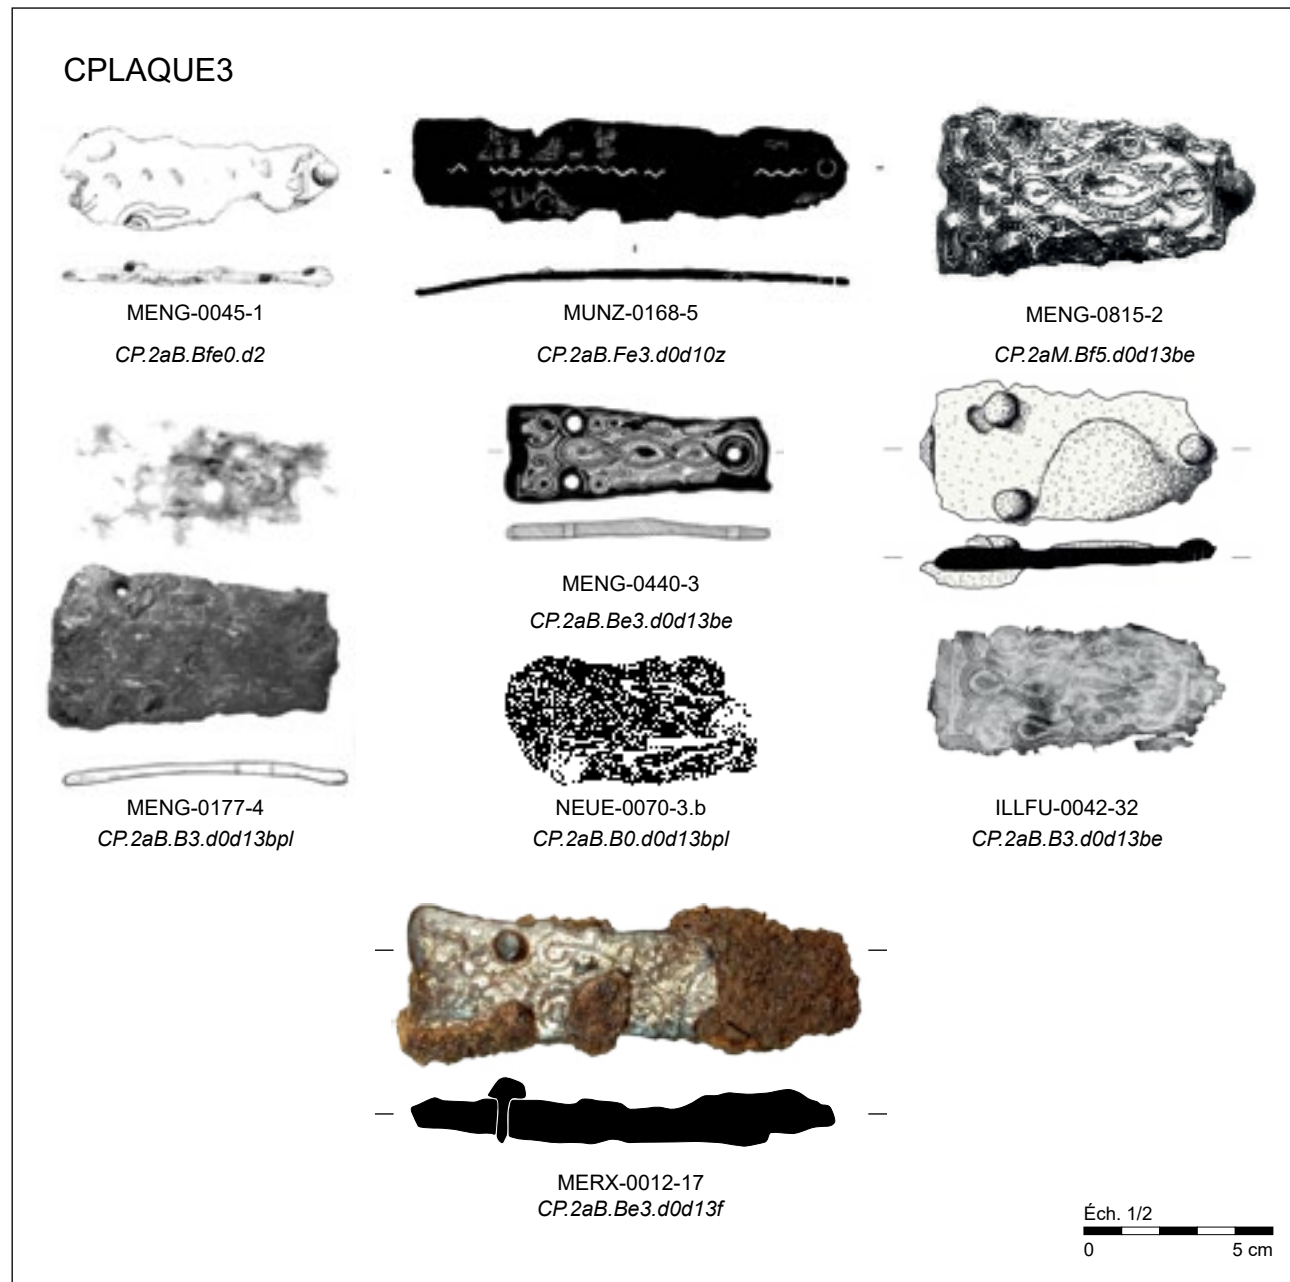 CPLAQUE3
MENG-0045-1
CP.2aB.Bfe0.d2
MUNZ-0168-5
CP.2aB.Fe3.d0d10z
MENG-0815-2
CP.2aM.Bf5.d0d13be
MENG-0440-3
CP.2aB.Be3.d0d13be
MENG-0177-4
CP.2aB.B3.d0d13bpl
NEUE-0070-3.b
CP.2aB.B0.d0d13bpl
ILLFU-0042-32
CP.2aB.B3.d0d13be
MERX-0012-17
CP.2aB.Be3.d0d13f
Éch. 1/2
0 5 cm